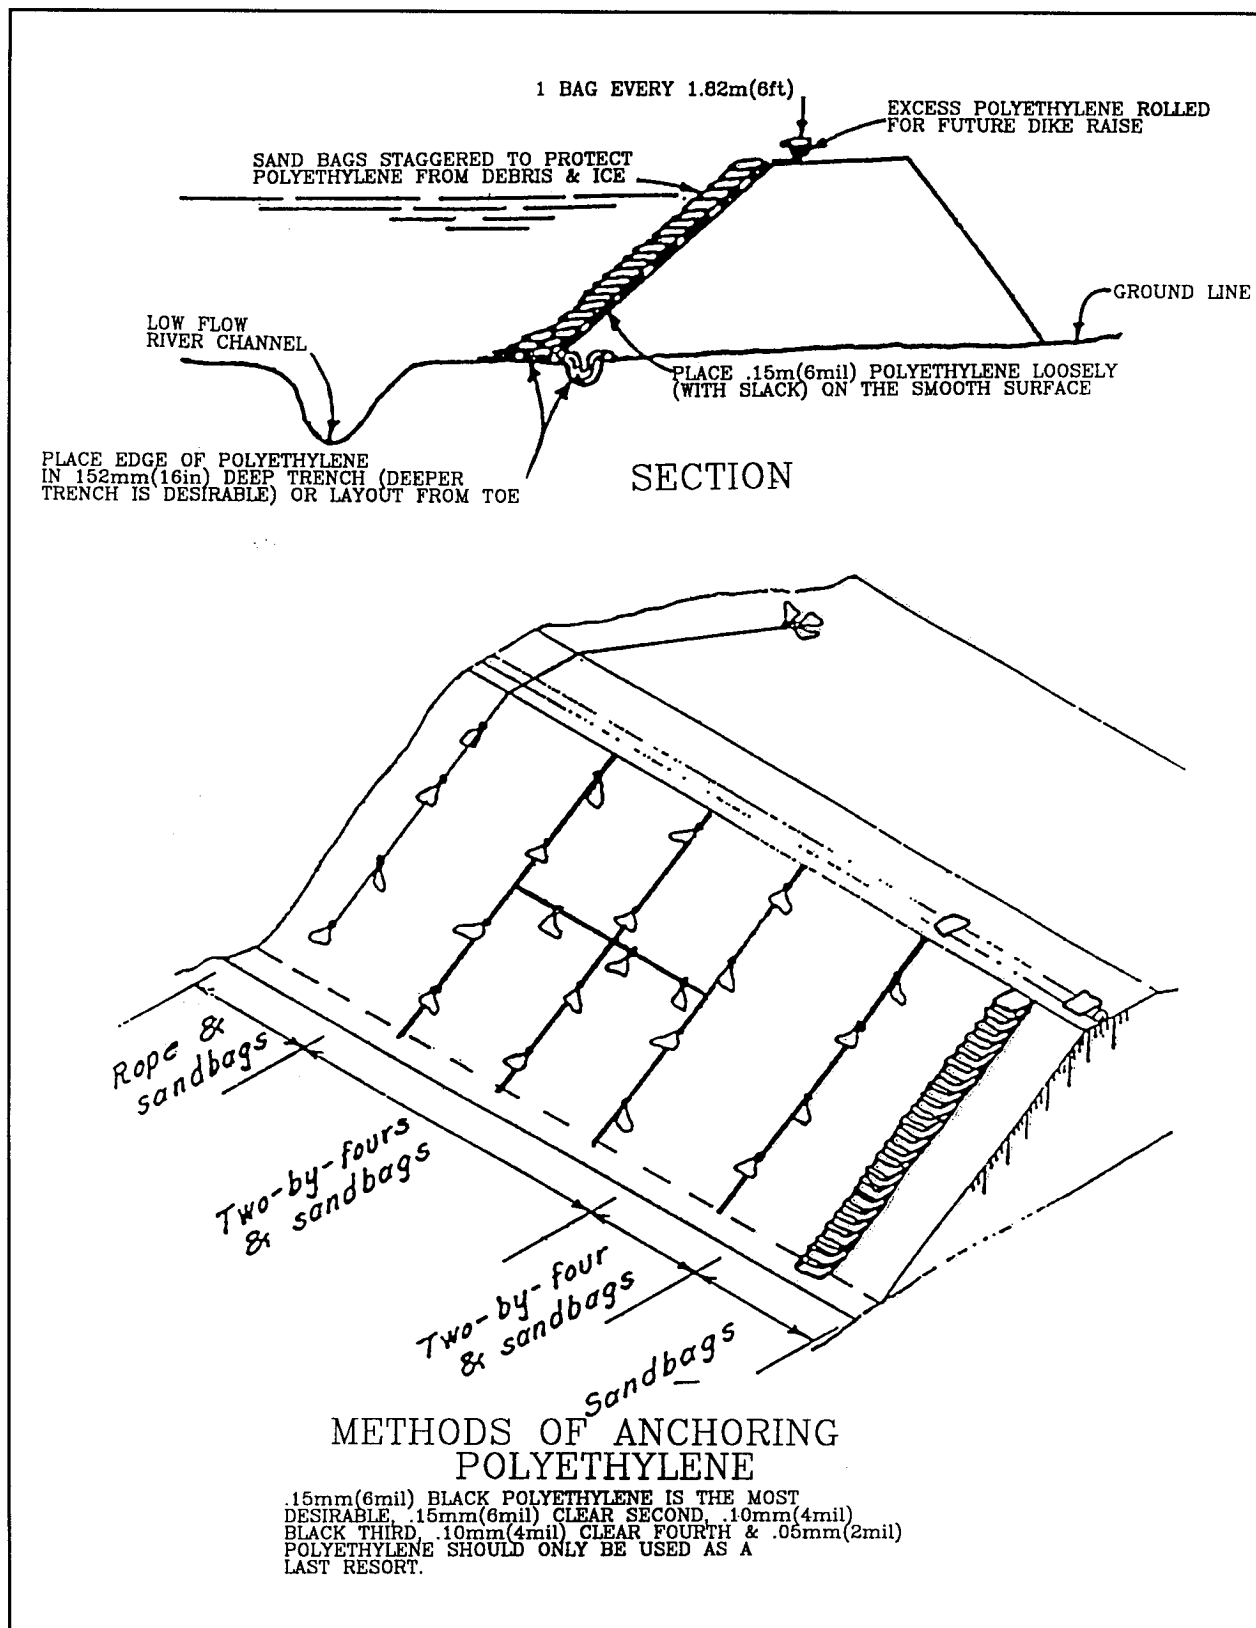 1 BAG EVERY 1.82m(6ft)
EXCESS POLYETHYLENE ROLLED
FOR FUTURE DIKE RAISE
SAND BAGS STAGGERED TO PROTECT
POLYETHYLENE FROM DEBRIS & ICE
GROUND LINE
LOW FLOW
RIVER CHANNEL
PLACE .15m(6mil) POLYETHYLENE LOOSELY
(WITH SLACK) ON THE SMOOTH SURFACE
PLACE EDGE OF POLYETHYLENE
IN 152mm(16in) DEEP TRENCH (DEEPER
TRENCH IS DESIRABLE) OR LAYOUT FROM TOE
SECTION
Rope &
sandbags
Two-by-fours
& sandbags
Two-by-four
& sandbags
Sandbags
METHODS OF ANCHORING
POLYETHYLENE
.15mm(6mil) BLACK POLYETHYLENE IS THE MOST
DESIRABLE, .15mm(6mil) CLEAR SECOND, .10mm(4mil)
BLACK THIRD, .10mm(4mil) CLEAR FOURTH & .05mm(2mil)
POLYETHYLENE SHOULD ONLY BE USED AS A
LAST RESORT.